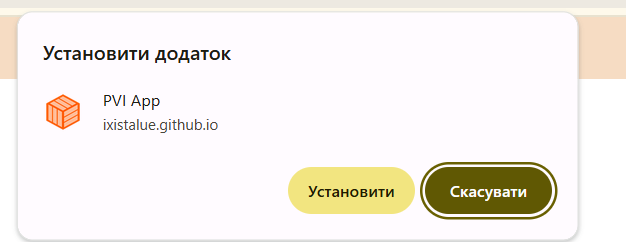 Установити додаток
PVI App
ixistalue.github.io
Установити
Скасувати